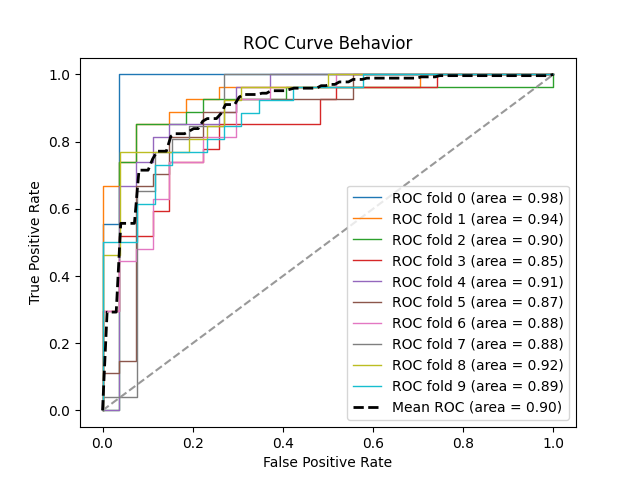 ROC Curve Behavior
1.0
0.8
0.6
0.4
0.2
0.0
True Positive Rate
ROC fold 0 (area = 0.98)
ROC fold 1 (area = 0.94)
ROC fold 2 (area = 0.90)
ROC fold 3 (area = 0.85)
ROC fold 4 (area = 0.91)
ROC fold 5 (area = 0.87)
ROC fold 6 (area = 0.88)
ROC fold 7 (area = 0.88)
ROC fold 8 (area = 0.92)
ROC fold 9 (area = 0.89)
Mean ROC (area = 0.90)
0.0 0.2 0.4 0.6 0.8 1.0
False Positive Rate